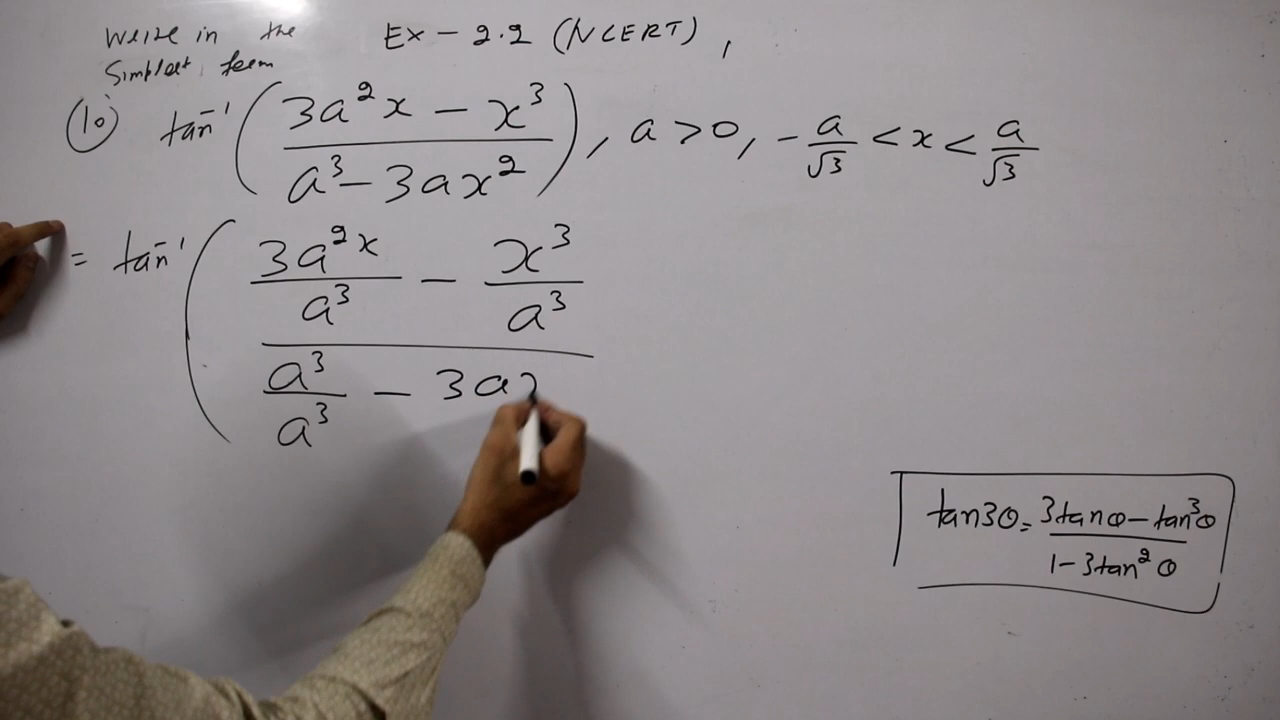 Write in the Ex - 2.2 (NCERT),
Simplest form
(10) tan⁻¹ ( (3a²x - x³) / (a³ - 3ax²) ), a > 0, -a/√3 < x < a/√3
= tan⁻¹ ( ( 3a²x/a³ - x³/a³ ) / ( a³/a³ - 3a
tan3θ = (3tanθ - tan³θ) / (1 - 3tan²θ)